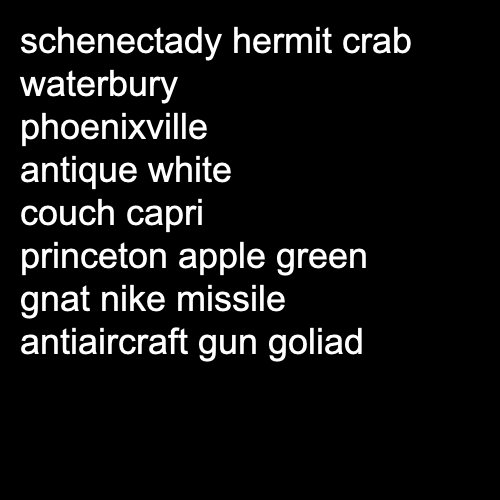 schenectady hermit crab
waterbury
phoenixville
antique white
couch capri
princeton apple green
gnat nike missile
antiaircraft gun goliad